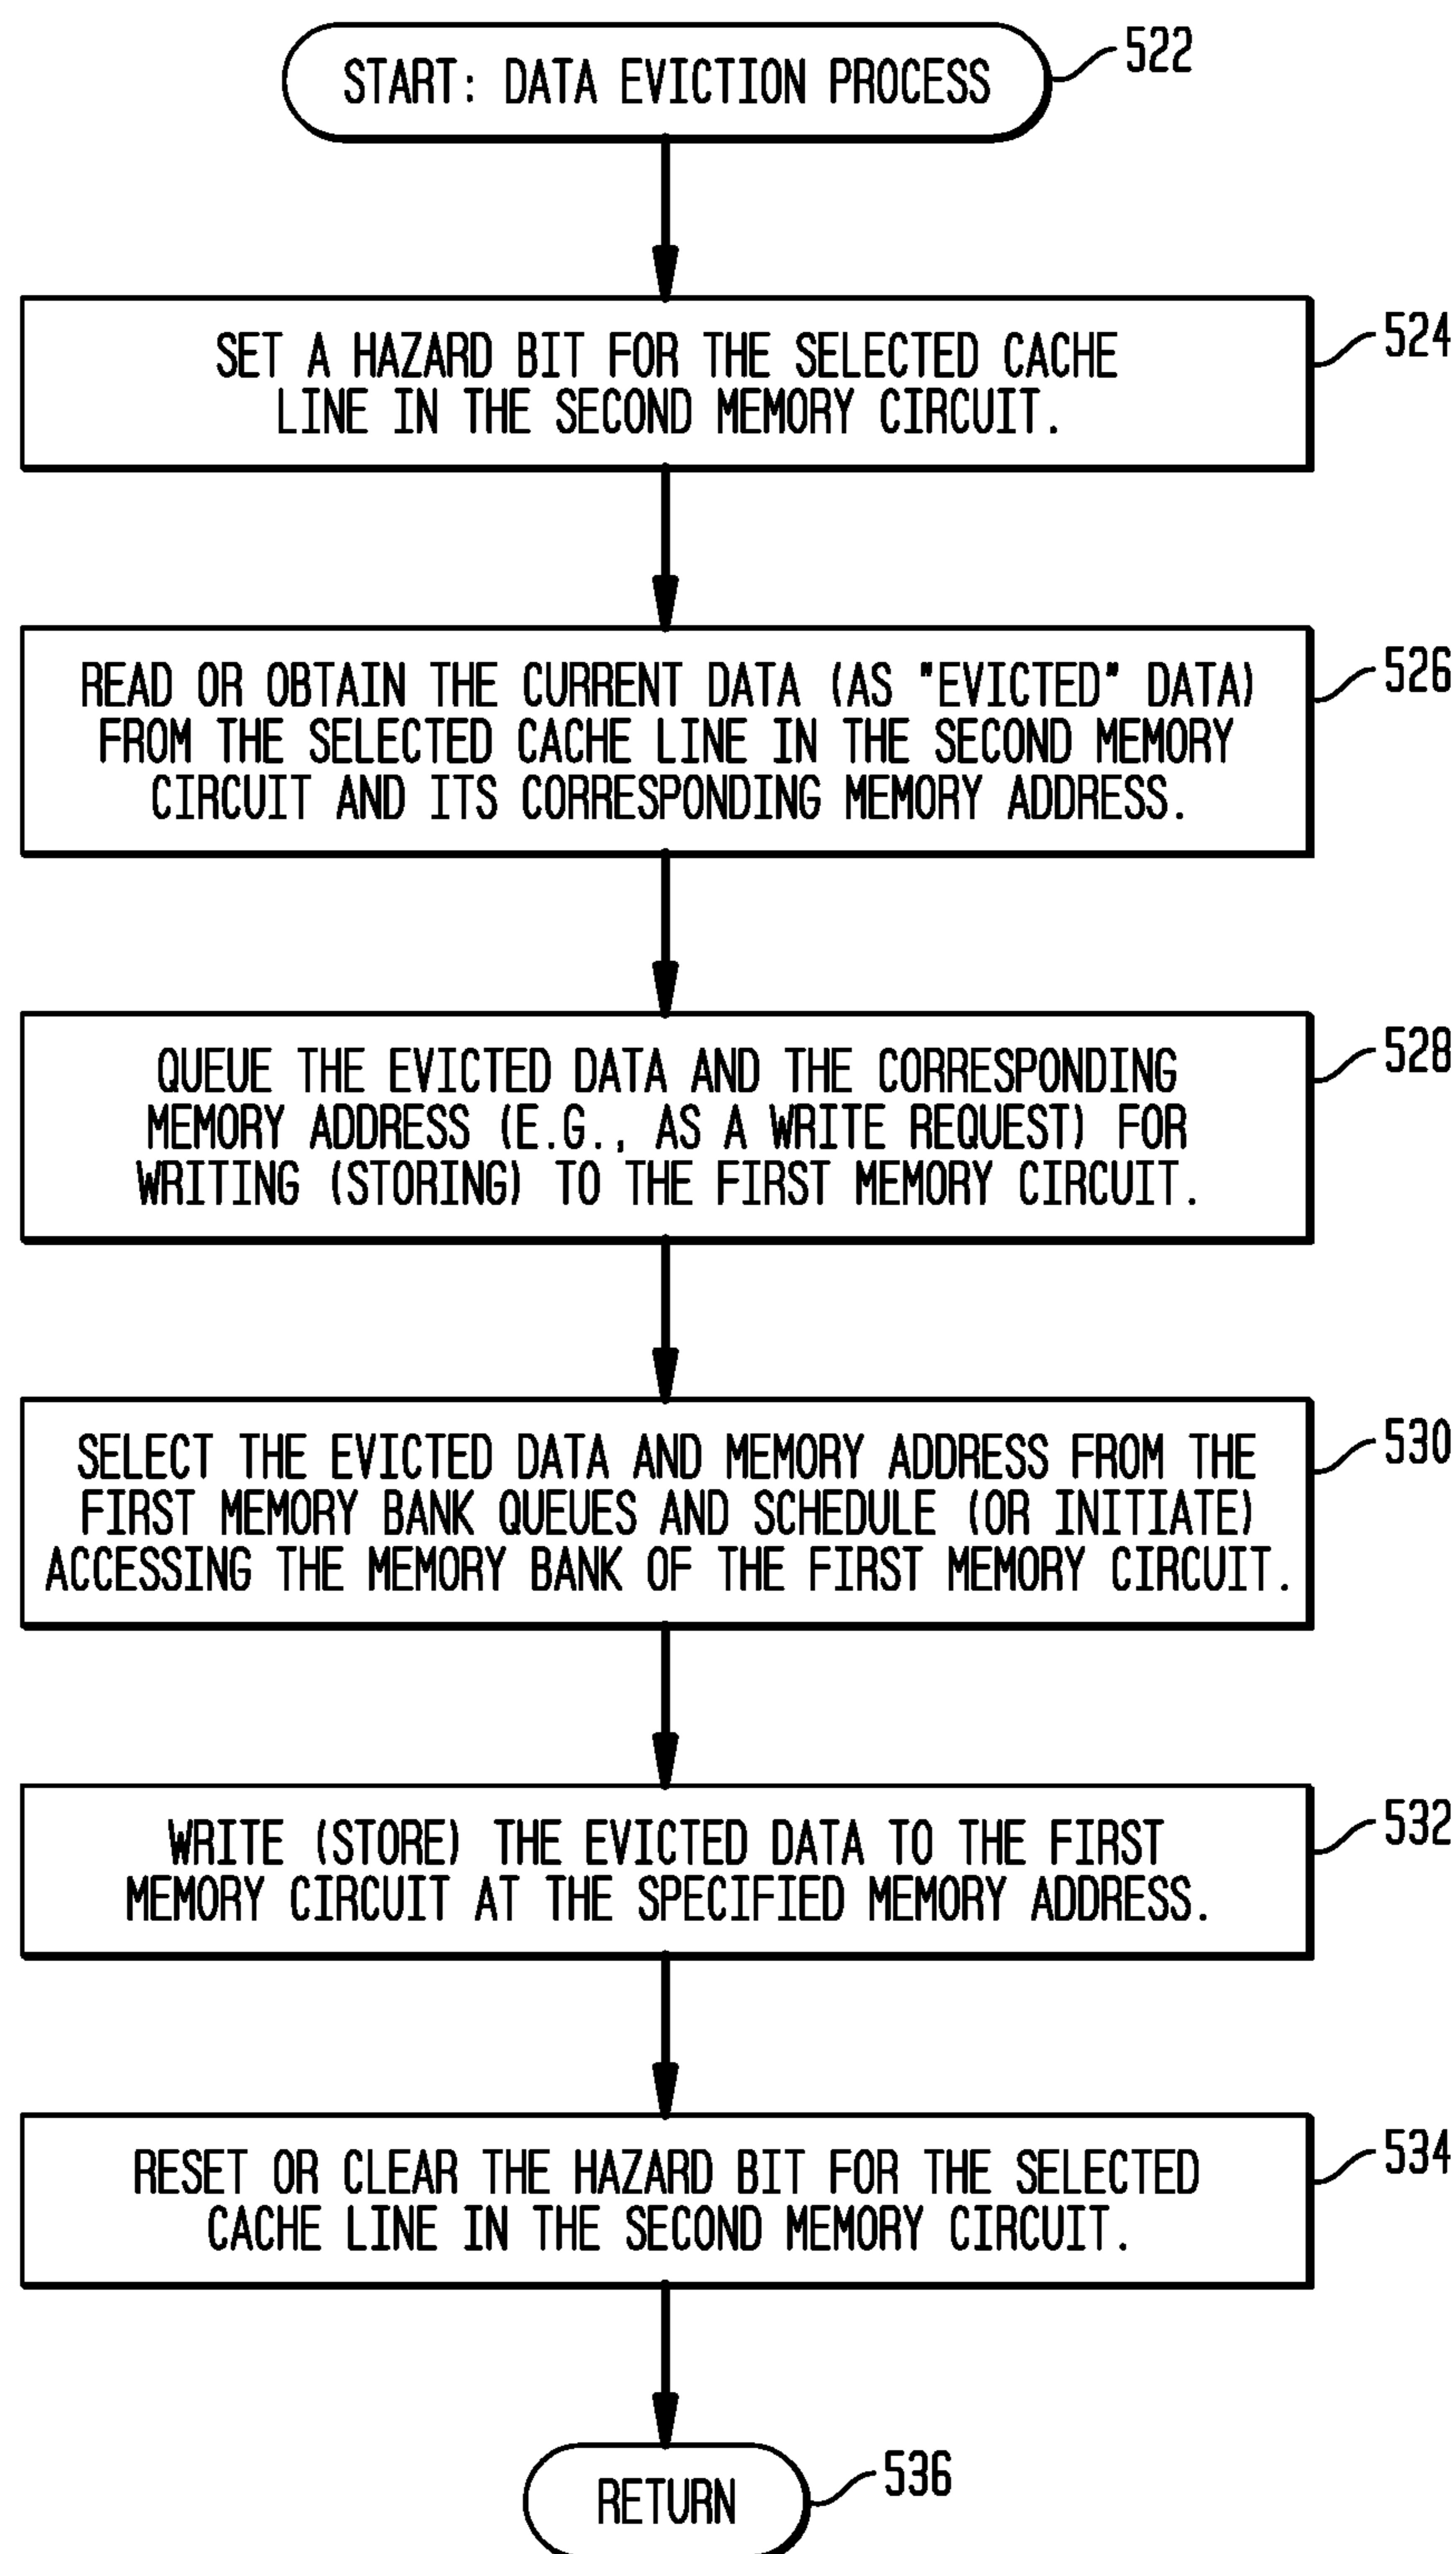 START: DATA EVICTION PROCESS
522
SET A HAZARD BIT FOR THE SELECTED CACHE
LINE IN THE SECOND MEMORY CIRCUIT.
524
READ OR OBTAIN THE CURRENT DATA (AS "EVICTED" DATA)
FROM THE SELECTED CACHE LINE IN THE SECOND MEMORY
CIRCUIT AND ITS CORRESPONDING MEMORY ADDRESS.
526
QUEUE THE EVICTED DATA AND THE CORRESPONDING
MEMORY ADDRESS (E.G., AS A WRITE REQUEST) FOR
WRITING (STORING) TO THE FIRST MEMORY CIRCUIT.
528
SELECT THE EVICTED DATA AND MEMORY ADDRESS FROM THE
FIRST MEMORY BANK QUEUES AND SCHEDULE (OR INITIATE)
ACCESSING THE MEMORY BANK OF THE FIRST MEMORY CIRCUIT.
530
WRITE (STORE) THE EVICTED DATA TO THE FIRST
MEMORY CIRCUIT AT THE SPECIFIED MEMORY ADDRESS.
532
RESET OR CLEAR THE HAZARD BIT FOR THE SELECTED
CACHE LINE IN THE SECOND MEMORY CIRCUIT.
534
RETURN
536